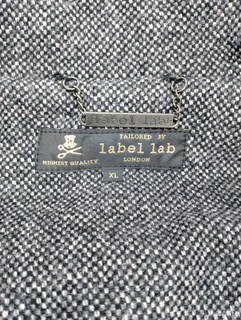 label lab
TAILORED BY
label lab
LONDON
HIGHEST QUALITY
XL